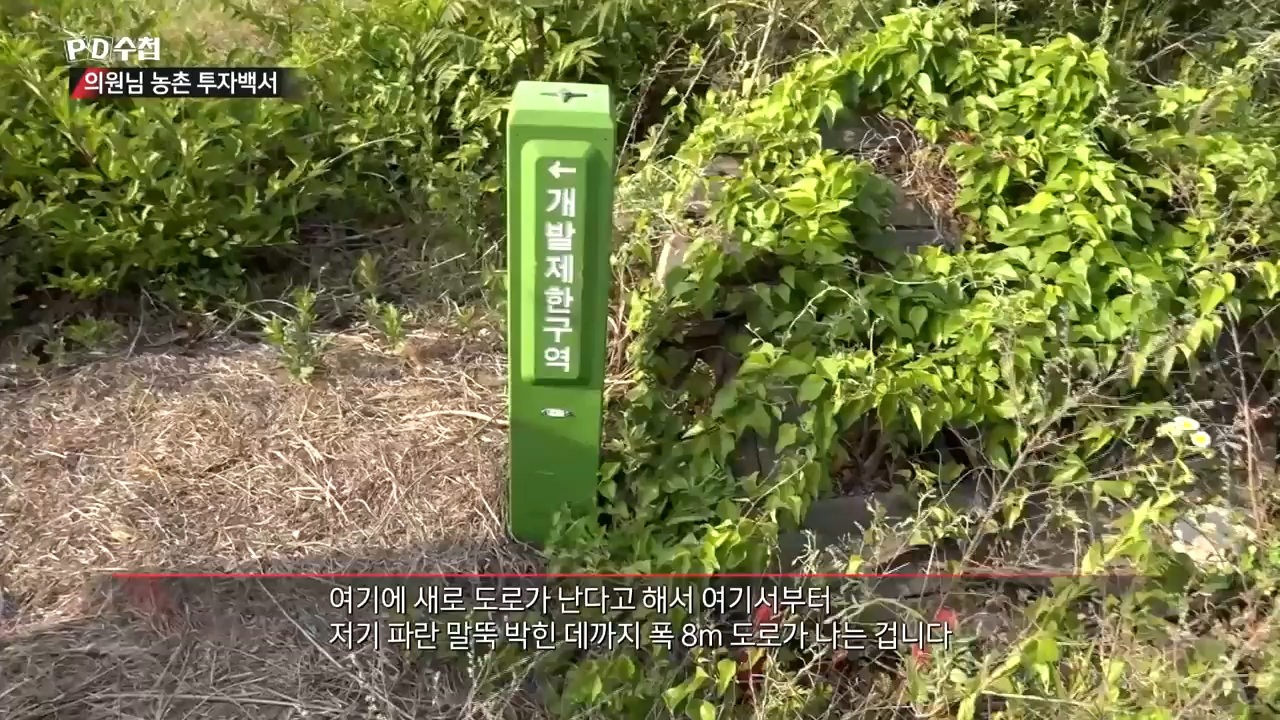 PD수첩
의원님 농촌 투자백서
← 개발제한구역
여기에 새로 도로가 난다고 해서 여기서부터
저기 파란 말뚝 박힌 데까지 폭 8m 도로가 나는 겁니다